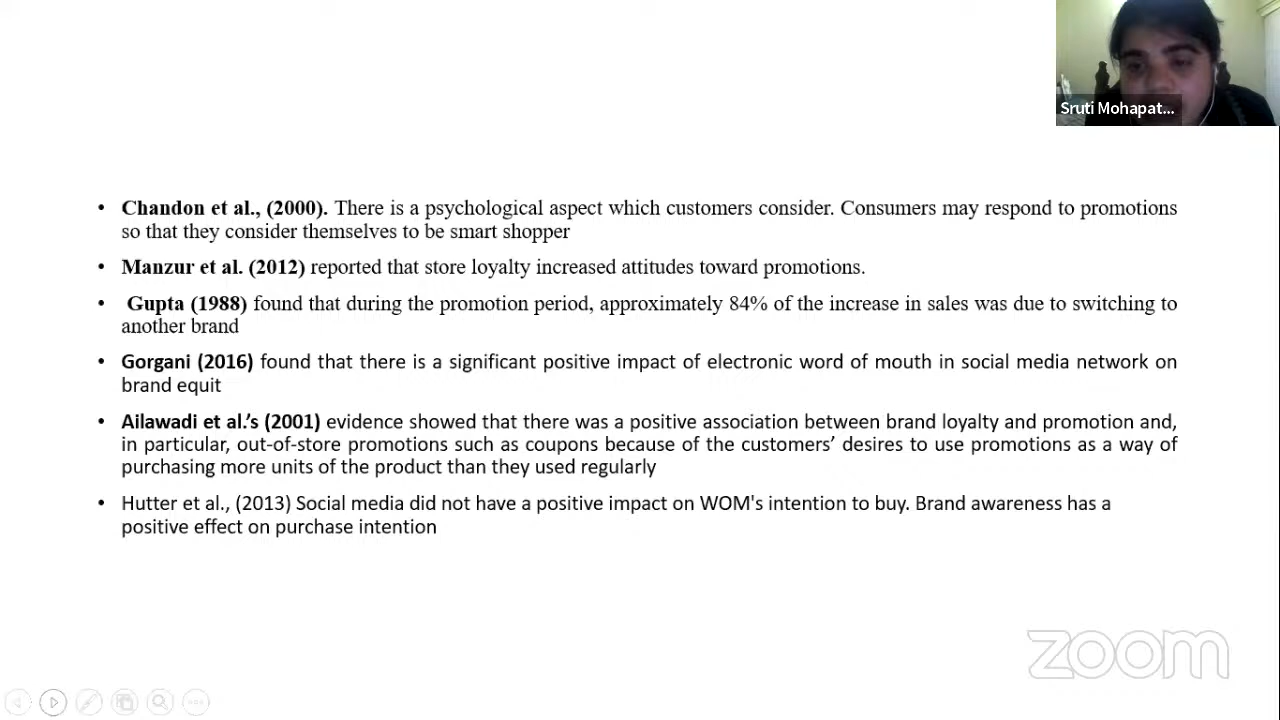 Sruti Mohapat...
• Chandon et al., (2000). There is a psychological aspect which customers consider. Consumers may respond to promotions
so that they consider themselves to be smart shopper
• Manzur et al. (2012) reported that store loyalty increased attitudes toward promotions.
• Gupta (1988) found that during the promotion period, approximately 84% of the increase in sales was due to switching to
another brand
• Gorgani (2016) found that there is a significant positive impact of electronic word of mouth in social media network on
brand equit
• Ailawadi et al.’s (2001) evidence showed that there was a positive association between brand loyalty and promotion and,
in particular, out-of-store promotions such as coupons because of the customers’ desires to use promotions as a way of
purchasing more units of the product than they used regularly
• Hutter et al., (2013) Social media did not have a positive impact on WOM's intention to buy. Brand awareness has a
positive effect on purchase intention
zoom